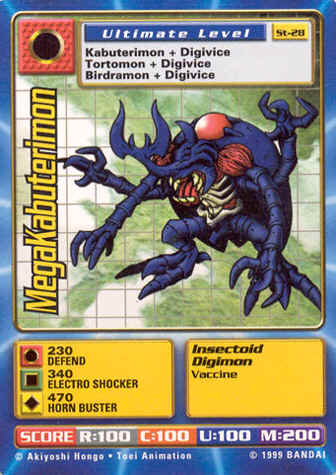 Ultimate Level
St-28
Kabuterimon + Digivice
Tortomon + Digivice
Birdramon + Digivice
MegaKabuterimon
230
DEFEND
340
ELECTRO SHOCKER
470
HORN BUSTER
Insectoid
Digimon
Vaccine
SCORE R:100 C:100 U:100 M:200
© Akiyoshi Hongo • Toei Animation © 1999 BANDAI